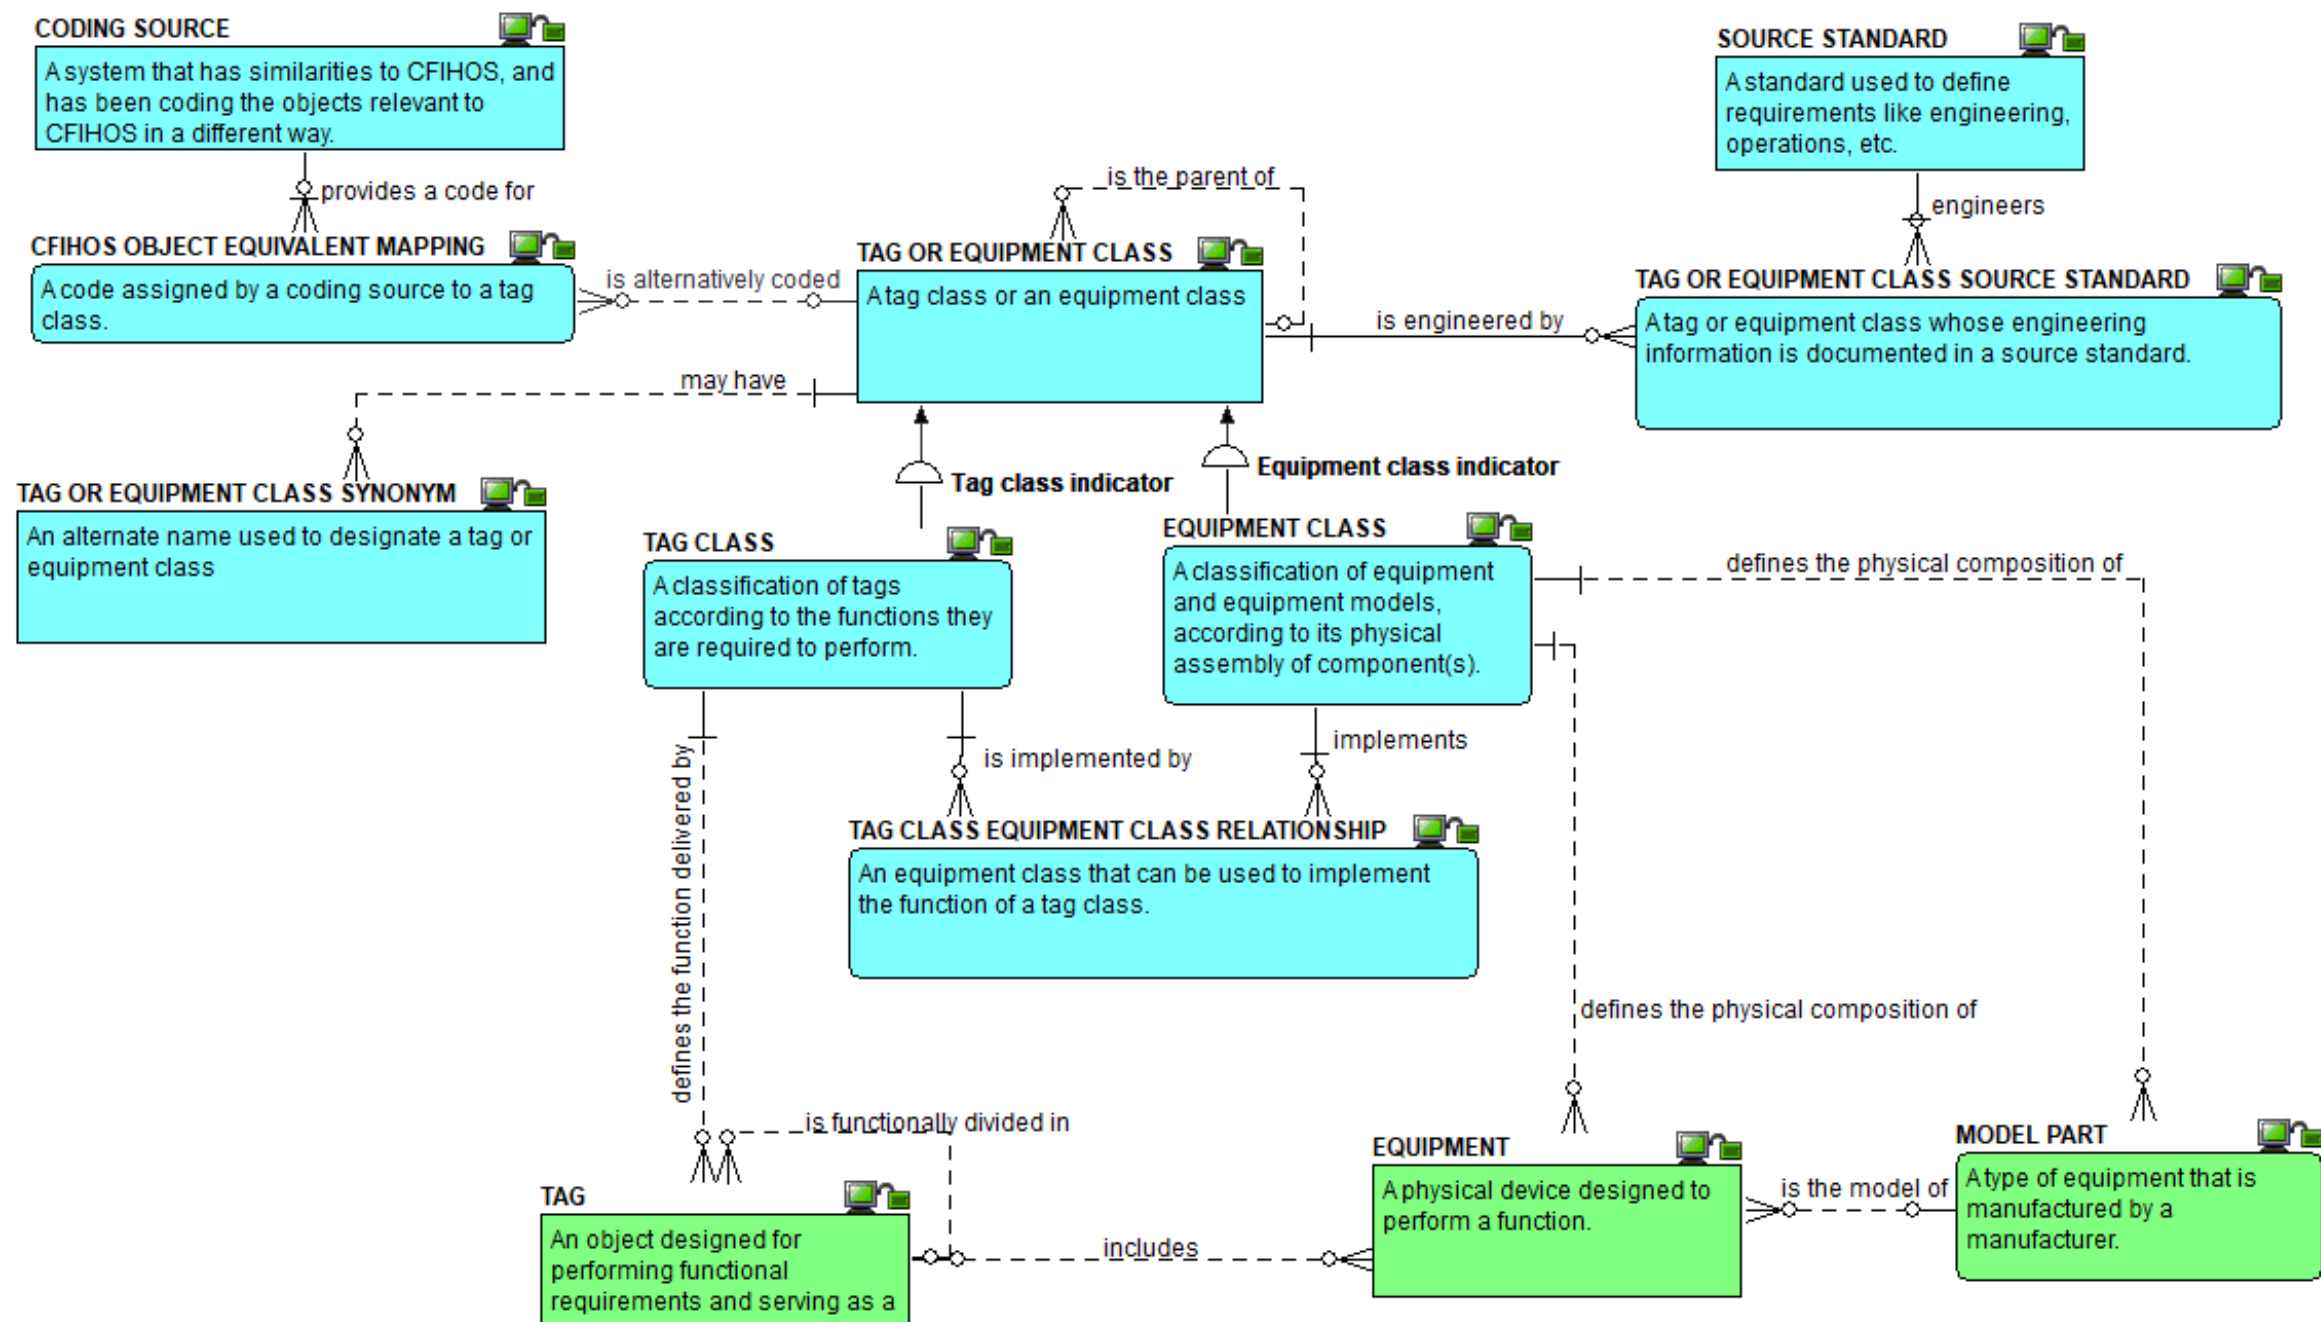 CODING SOURCE
A system that has similarities to CFIHOS, and
has been coding the objects relevant to
CFIHOS in a different way.
provides a code for
CFIHOS OBJECT EQUIVALENT MAPPING
A code assigned by a coding source to a tag
class.
is alternatively coded
is the parent of
TAG OR EQUIPMENT CLASS
A tag class or an equipment class
SOURCE STANDARD
A standard used to define
requirements like engineering,
operations, etc.
engineers
is engineered by
TAG OR EQUIPMENT CLASS SOURCE STANDARD
A tag or equipment class whose engineering
information is documented in a source standard.
may have
TAG OR EQUIPMENT CLASS SYNONYM
An alternate name used to designate a tag or
equipment class
Tag class indicator
Equipment class indicator
TAG CLASS
A classification of tags
according to the functions they
are required to perform.
EQUIPMENT CLASS
A classification of equipment
and equipment models,
according to its physical
assembly of component(s).
defines the physical composition of
is implemented by
implements
TAG CLASS EQUIPMENT CLASS RELATIONSHIP
An equipment class that can be used to implement
the function of a tag class.
defines the function delivered by
defines the physical composition of
is functionally divided in
TAG
An object designed for
performing functional
requirements and serving as a
includes
EQUIPMENT
A physical device designed to
perform a function.
is the model of
MODEL PART
A type of equipment that is
manufactured by a
manufacturer.